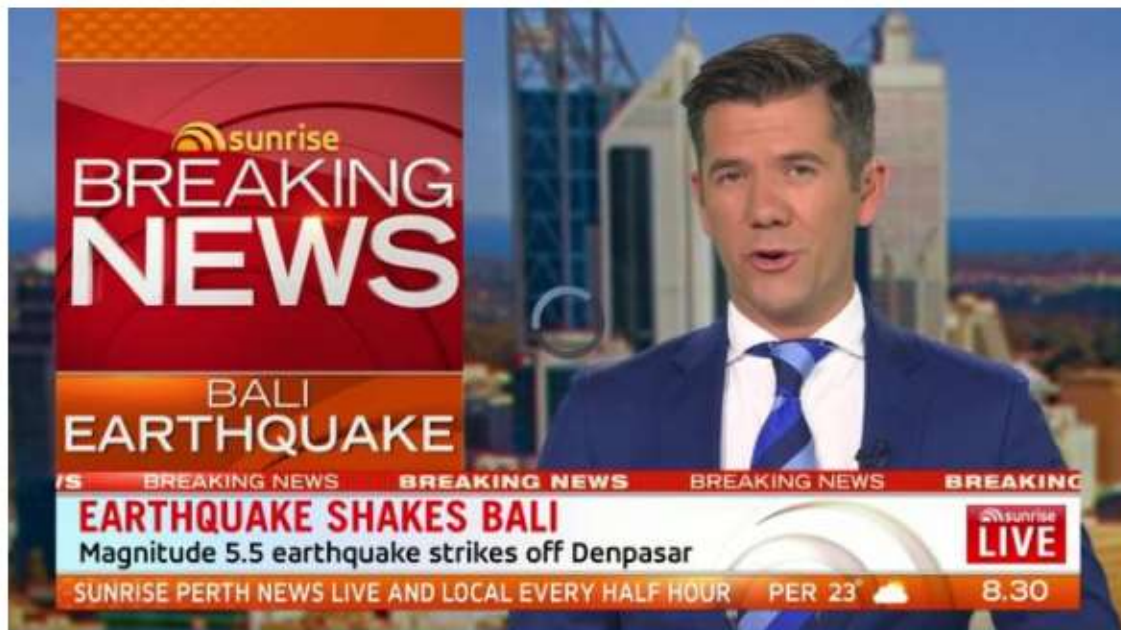 sunrise
BREAKING
NEWS
BALI
EARTHQUAKE
/S BREAKING NEWS BREAKING NEWS BREAKING NEWS BREAKING
EARTHQUAKE SHAKES BALI
Magnitude 5.5 earthquake strikes off Denpasar
sunrise
LIVE
SUNRISE PERTH NEWS LIVE AND LOCAL EVERY HALF HOUR PER 23° 8.30